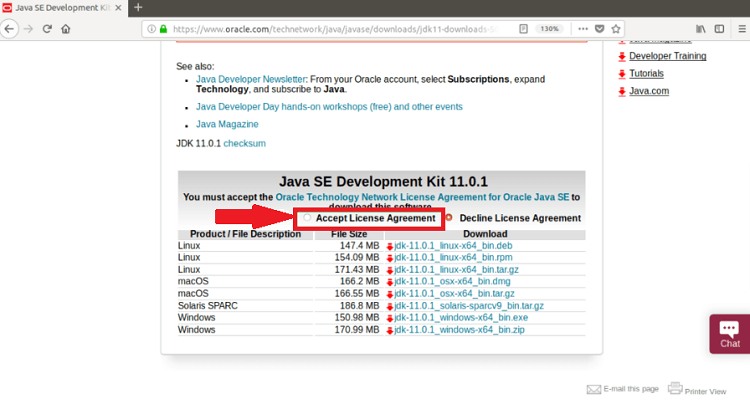 Java SE Development Kit
https://www.oracle.com/technetwork/java/javase/downloads/jdk11-downloads-
130%
Developer Training
Tutorials
Java.com
See also:
Java Developer Newsletter: From your Oracle account, select Subscriptions, expand
Technology, and subscribe to Java.
Java Developer Day hands-on workshops (free) and other events
Java Magazine
JDK 11.0.1 checksum
Java SE Development Kit 11.0.1
You must accept the Oracle Technology Network License Agreement for Oracle Java SE to
download this software.
Accept License Agreement Decline License Agreement
Product / File Description File Size Download
Linux 147.4 MB jdk-11.0.1_linux-x64_bin.deb
Linux 154.09 MB jdk-11.0.1_linux-x64_bin.rpm
Linux 171.43 MB jdk-11.0.1_linux-x64_bin.tar.gz
macOS 166.2 MB jdk-11.0.1_osx-x64_bin.dmg
macOS 166.55 MB jdk-11.0.1_osx-x64_bin.tar.gz
Solaris SPARC 186.8 MB jdk-11.0.1_solaris-sparcv9_bin.tar.gz
Windows 150.98 MB jdk-11.0.1_windows-x64_bin.exe
Windows 170.99 MB jdk-11.0.1_windows-x64_bin.zip
Chat
E-mail this page Printer View